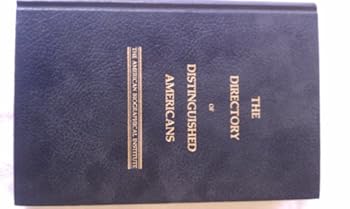 THE
DIRECTORY
OF
DISTINGUISHED
AMERICANS
THE AMERICAN BIOGRAPHICAL INSTITUTE